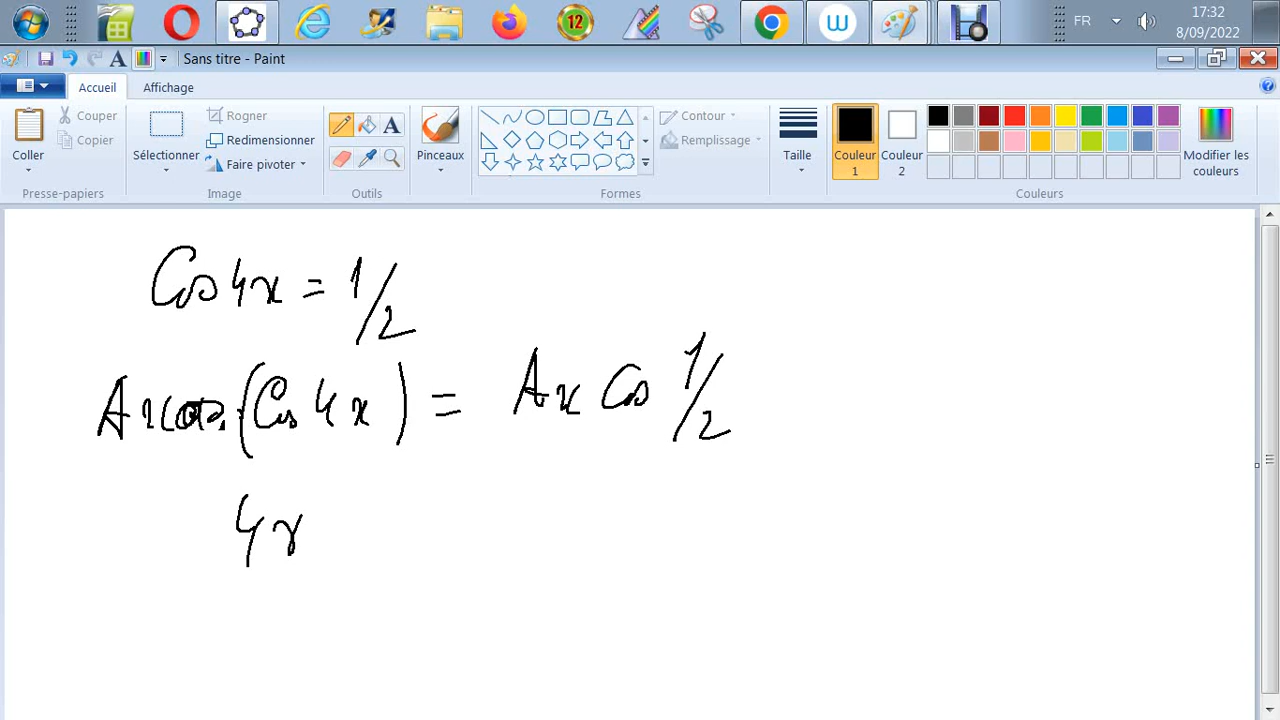 12
W
FR
17:32
8/09/2022
Sans titre - Paint
Accueil
Affichage
Coller
Couper
Copier
Presse-papiers
Sélectionner
Rogner
Redimensionner
Faire pivoter
Image
A
Outils
Pinceaux
Contour
Remplissage
Formes
Taille
Couleur 1
Couleur 2
Modifier les couleurs
Couleurs
Cos4x = 1/2
Arccos(Cos 4x) = Arc Cos 1/2
4x